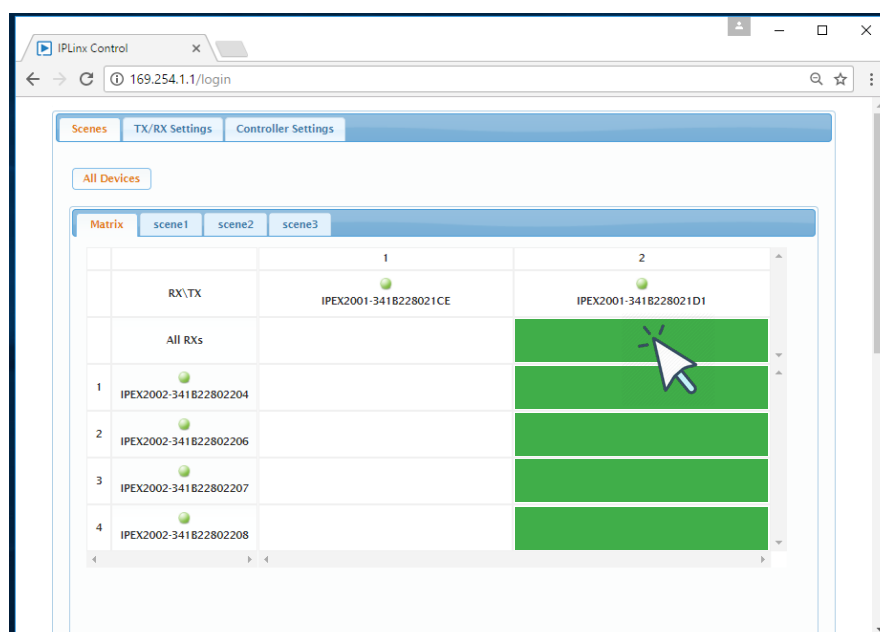 IPLinx Control
169.254.1.1/login
Scenes TX/RX Settings Controller Settings
All Devices
Matrix scene1 scene2 scene3
1 2
RX\TX IPEX2001-341B228021CE IPEX2001-341B228021D1
All RXs
1 IPEX2002-341B22802204
2 IPEX2002-341B22802206
3 IPEX2002-341B22802207
4 IPEX2002-341B22802208